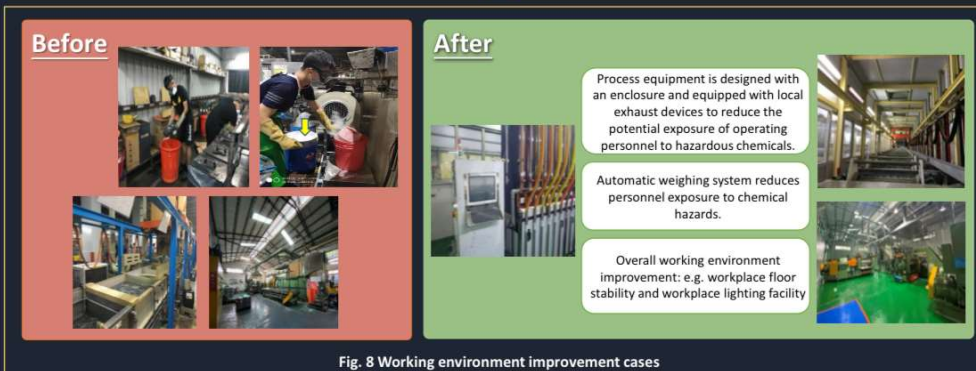 Before
After
Process equipment is designed with
an enclosure and equipped with local
exhaust devices to reduce the
potential exposure of operating
personnel to hazardous chemicals.
Automatic weighing system reduces
personnel exposure to chemical
hazards.
Overall working environment
improvement: e.g. workplace floor
stability and workplace lighting facility
Fig. 8 Working environment improvement cases